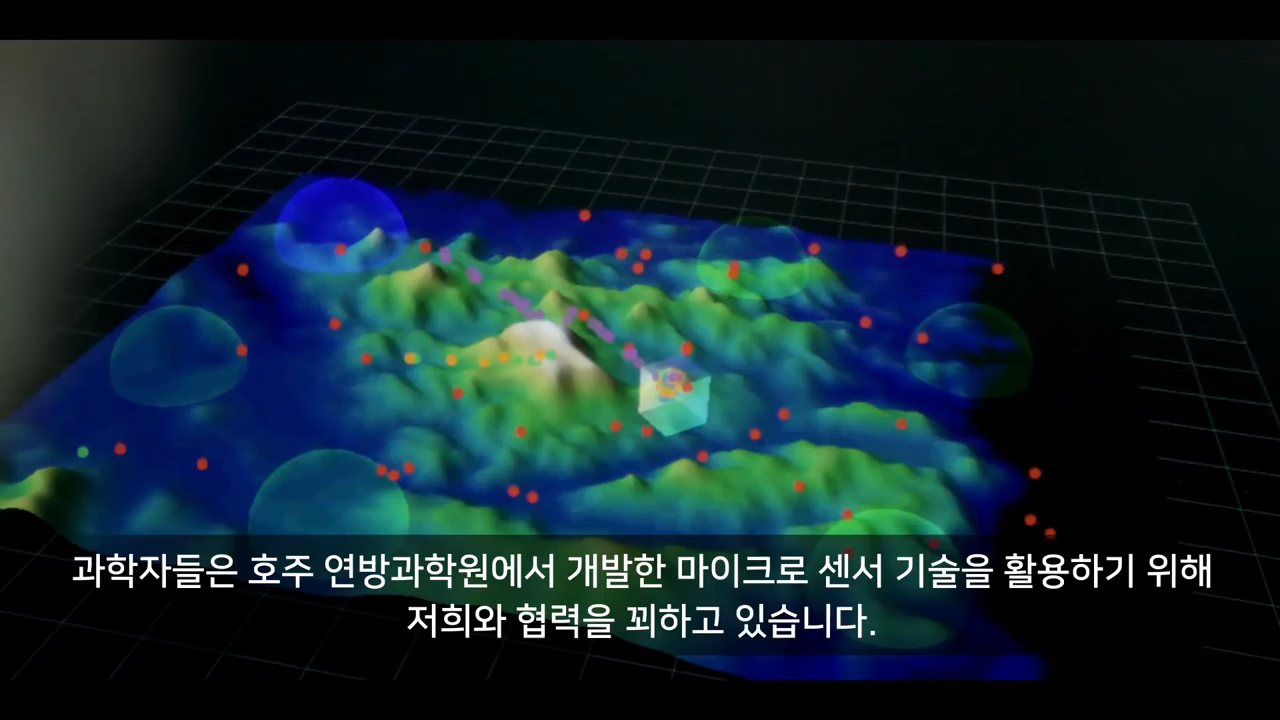 과학자들은 호주 연방과학원에서 개발한 마이크로 센서 기술을 활용하기 위해
저희와 협력을 꾀하고 있습니다.